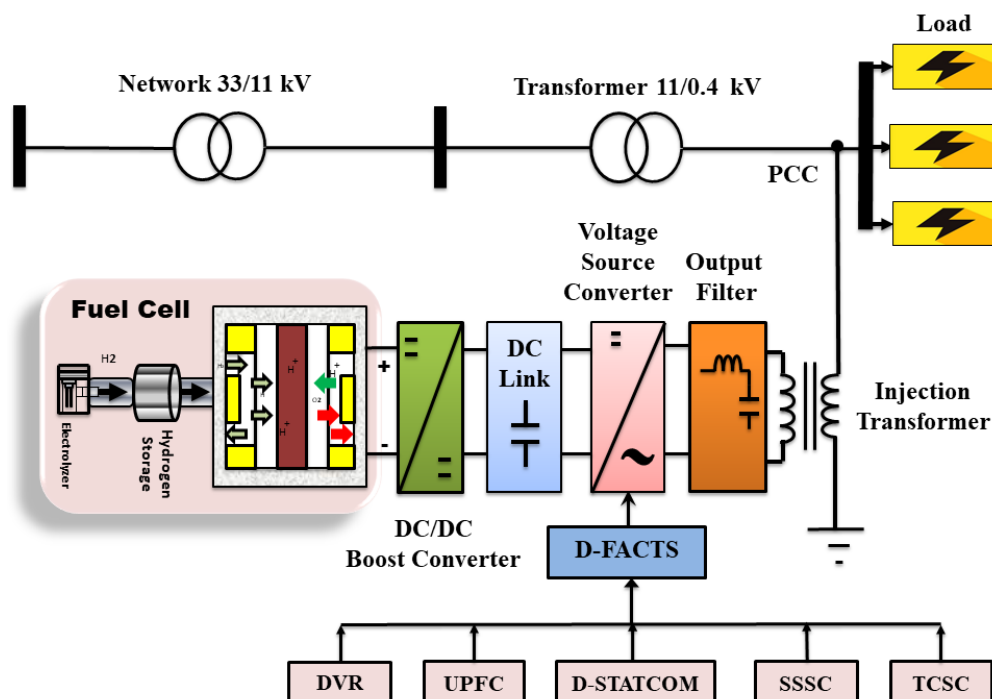 Load
Network 33/11 kV
Transformer 11/0.4 kV
PCC
Voltage
Source
Converter
Output
Filter
Fuel Cell
H2
Electrolyzer
Hydrogen
Storage
H+
H+
O2
H+
+
-
DC
Link
Injection
Transformer
DC/DC
Boost Converter
D-FACTS
DVR
UPFC
D-STATCOM
SSSC
TCSC